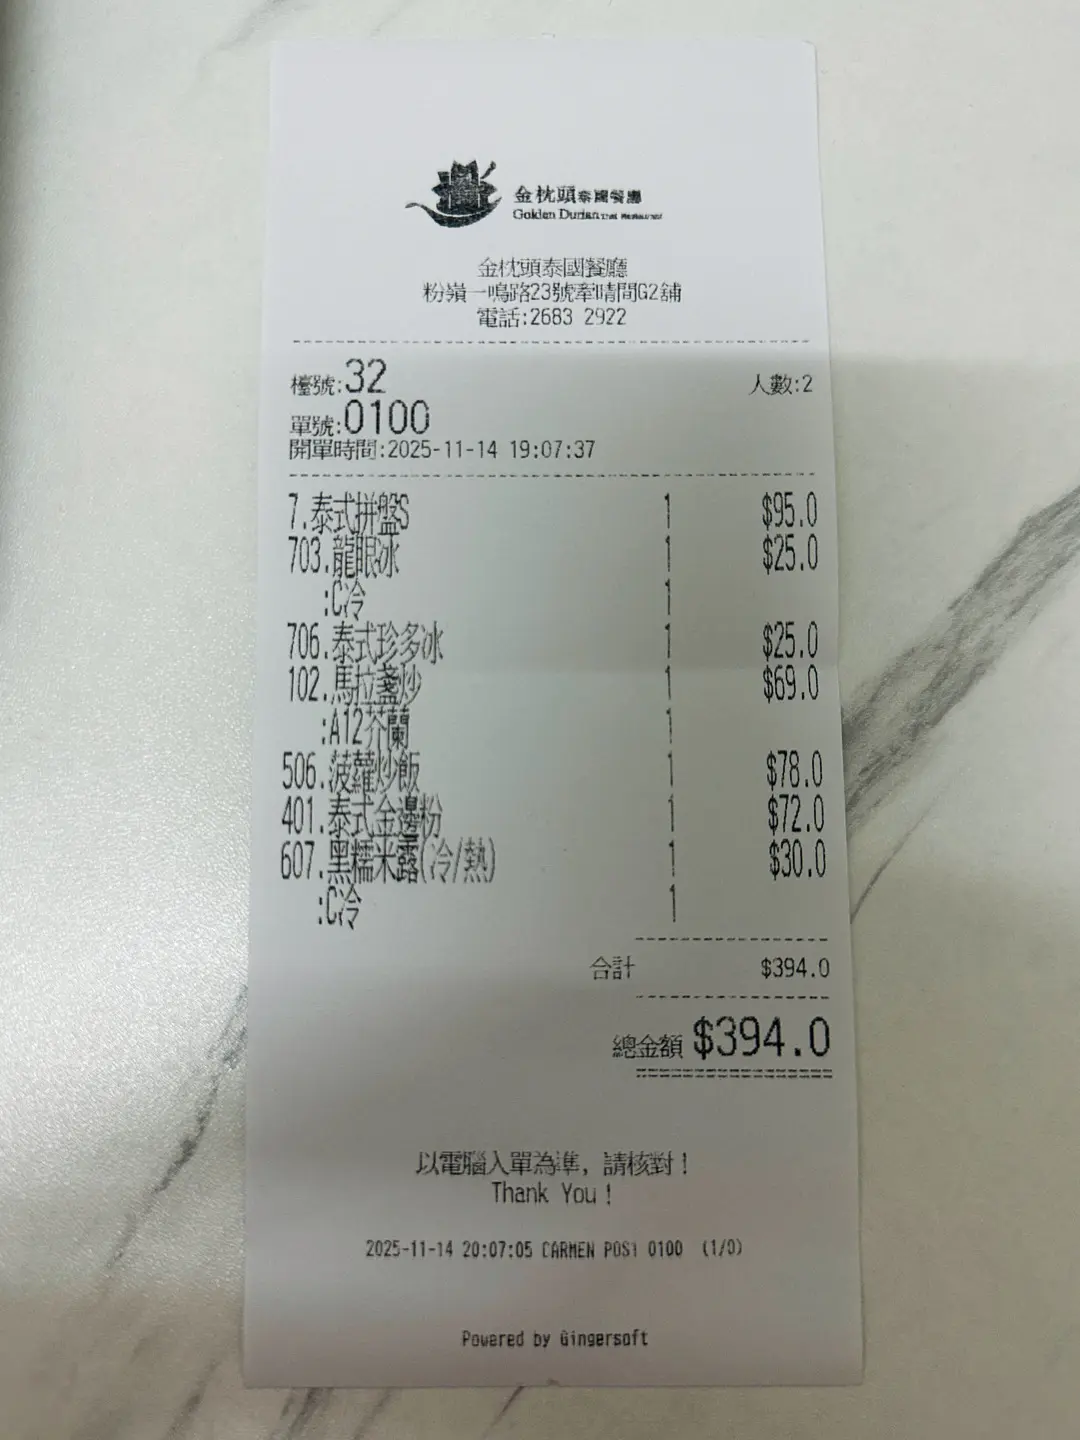 金枕頭泰國餐廳
Golden Durian Thai Restaurant
金枕頭泰國餐廳
粉嶺一鳴路23號牽晴間G2舖
電話:2683 2922
檯號:32 人數:2
單號:0100
開單時間:2025-11-14 19:07:37
7.泰式拼盤S 1 $95.0
703.龍眼冰 1 $25.0
:C冷 1
706.泰式珍多冰 1 $25.0
102.馬拉盞炒 1 $69.0
:A12芥蘭 1
506.菠蘿炒飯 1 $78.0
401.泰式金邊粉 1 $72.0
607.黑糯米露(冷/熱) 1 $30.0
:C冷 1
合計 $394.0
總金額 $394.0
以電腦入單為準, 請核對!
Thank You !
2025-11-14 20:07:05 CARMEN POS1 0100 (1/0)
Powered by Gingersoft